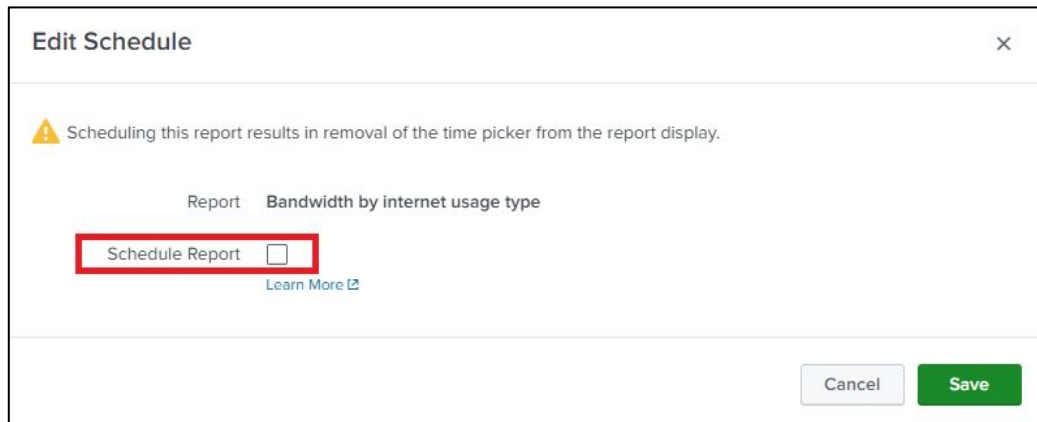 Edit Schedule
Scheduling this report results in removal of the time picker from the report display.
Report Bandwidth by internet usage type
Schedule Report
Learn More
Cancel Save